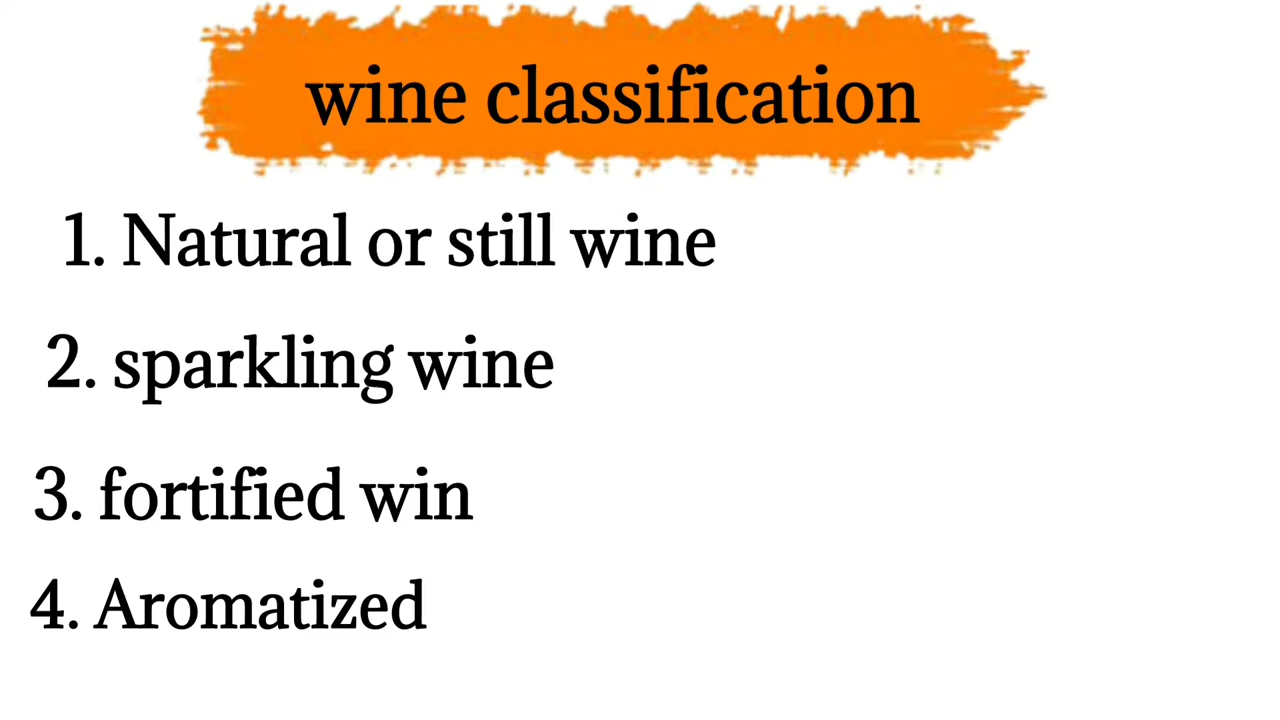 wine classification
1. Natural or still wine
2. sparkling wine
3. fortified win
4. Aromatized